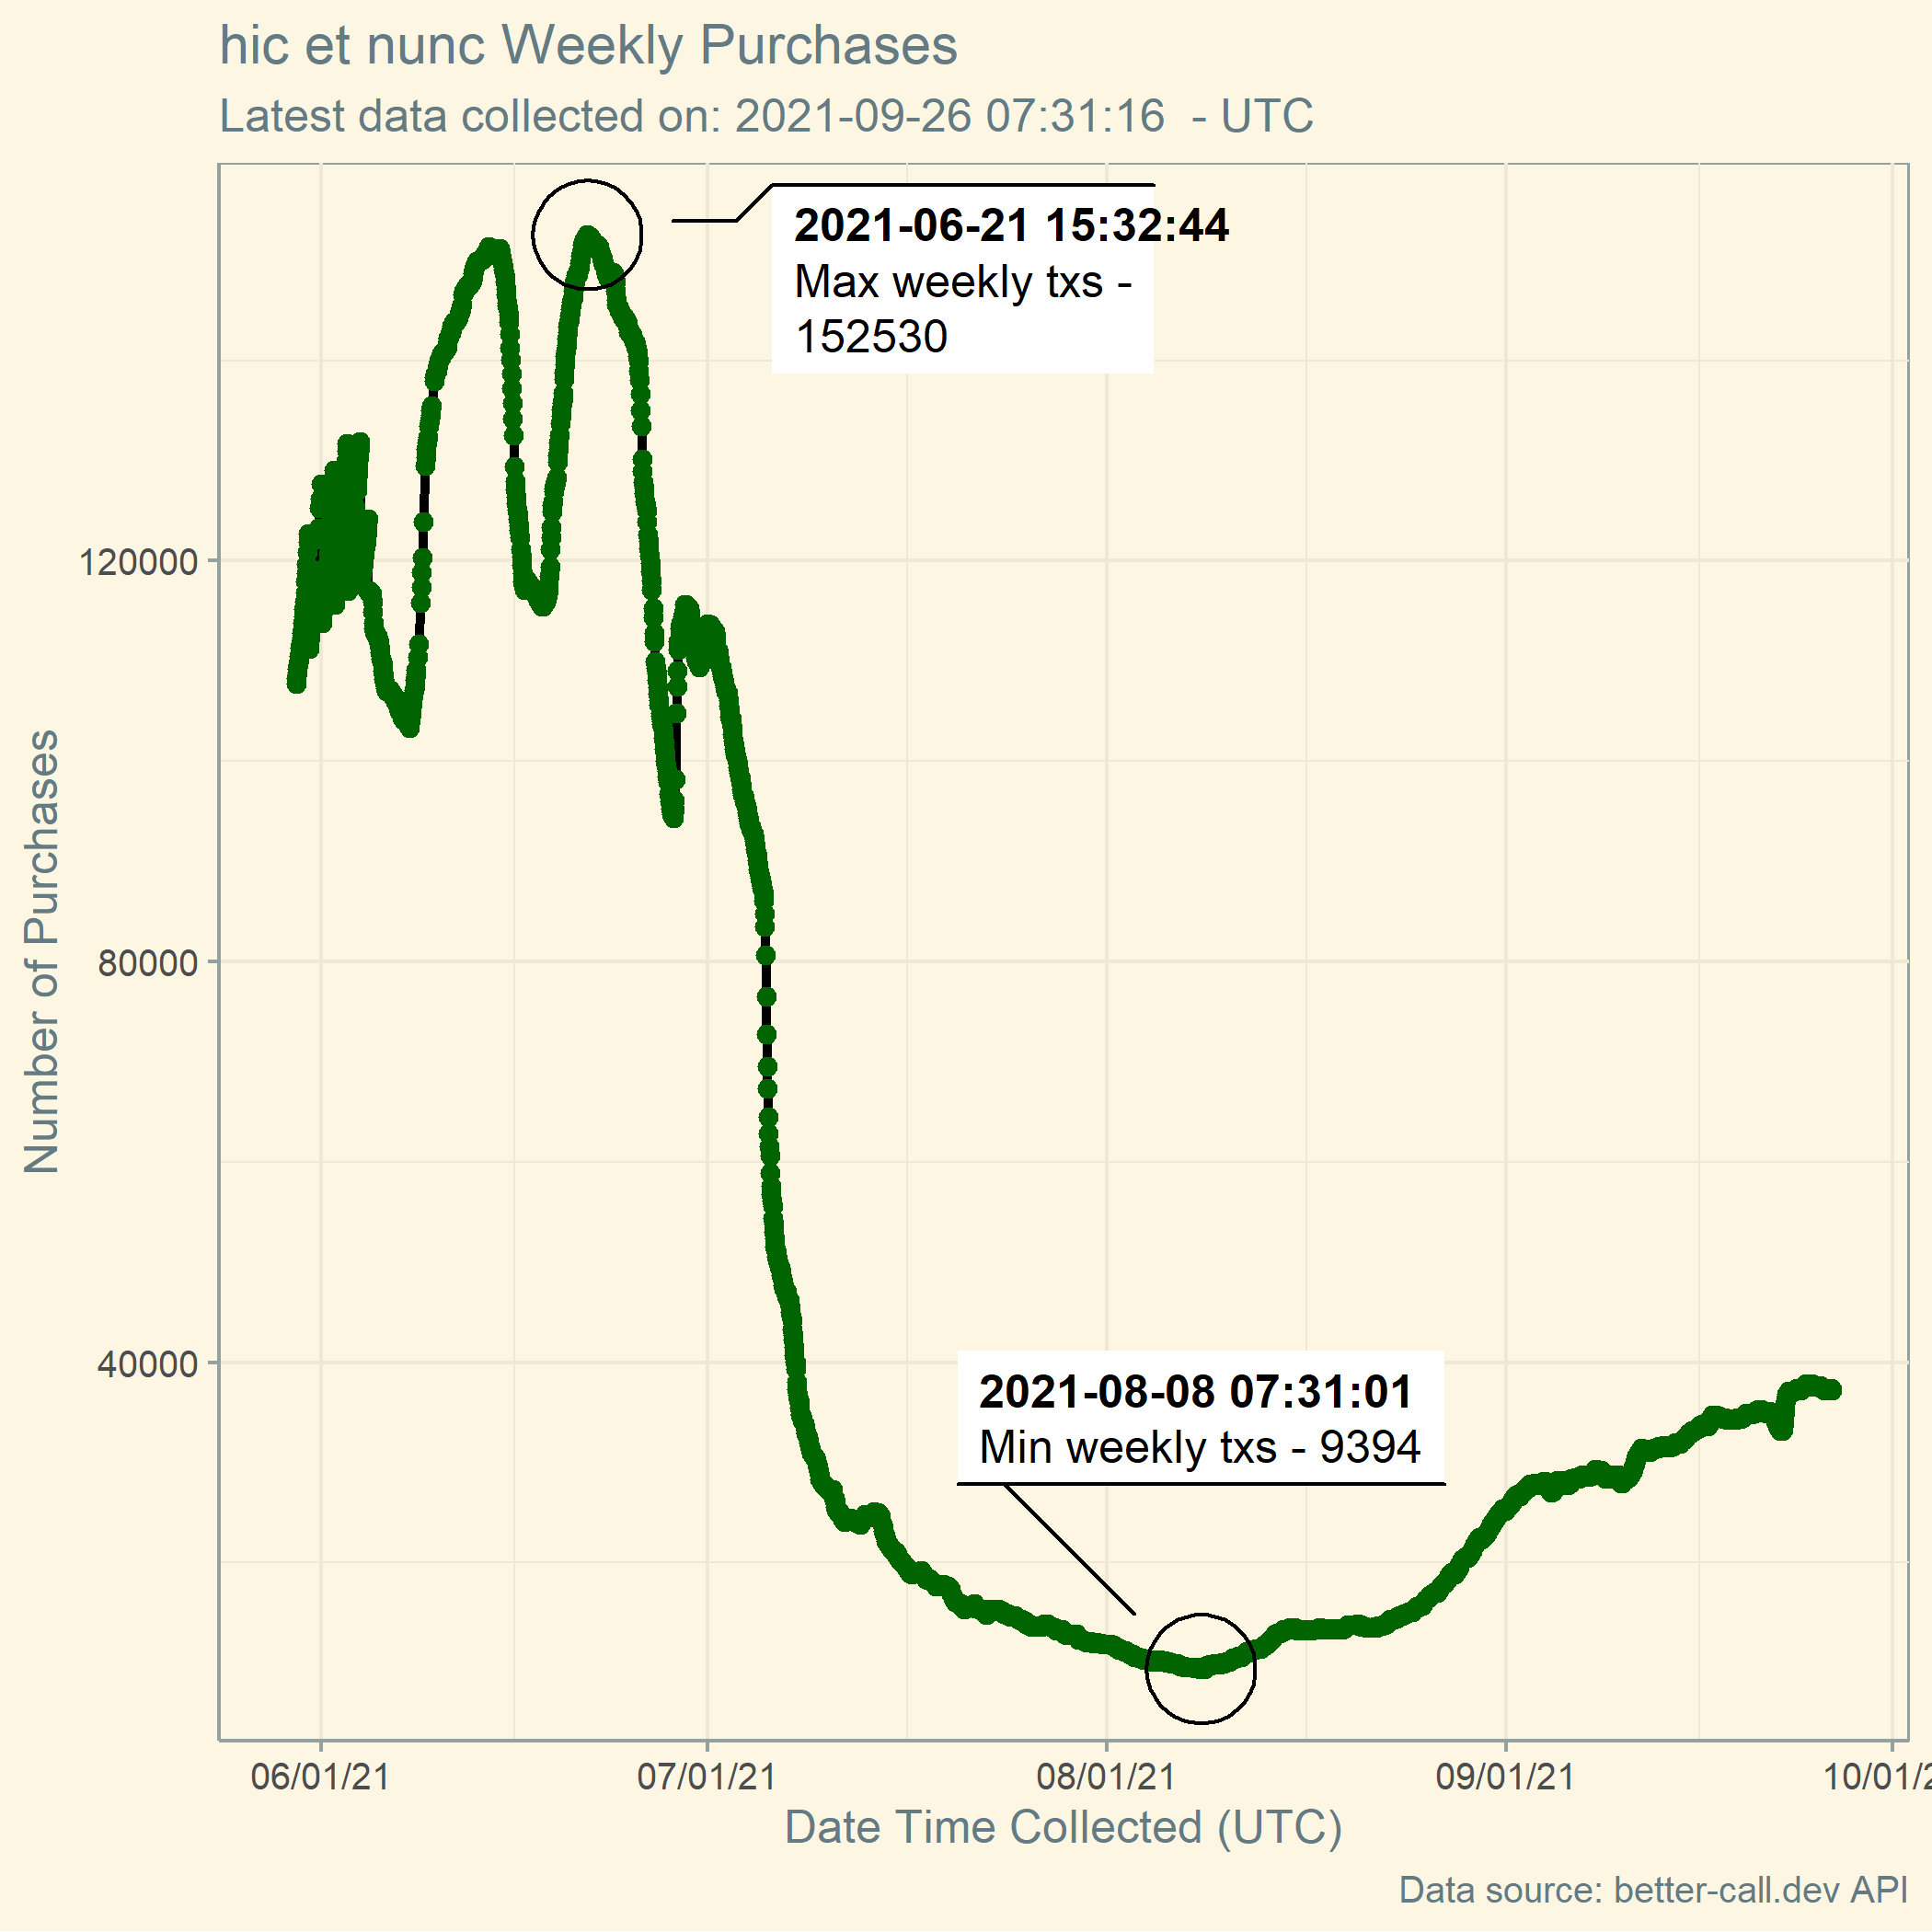 hic et nunc Weekly Purchases
Latest data collected on: 2021-09-26 07:31:16 - UTC
2021-06-21 15:32:44
Max weekly txs -
152530
120000
80000
40000
Number of Purchases
2021-08-08 07:31:01
Min weekly txs - 9394
06/01/21 07/01/21 08/01/21 09/01/21 10/01/2
Date Time Collected (UTC)
Data source: better-call.dev API